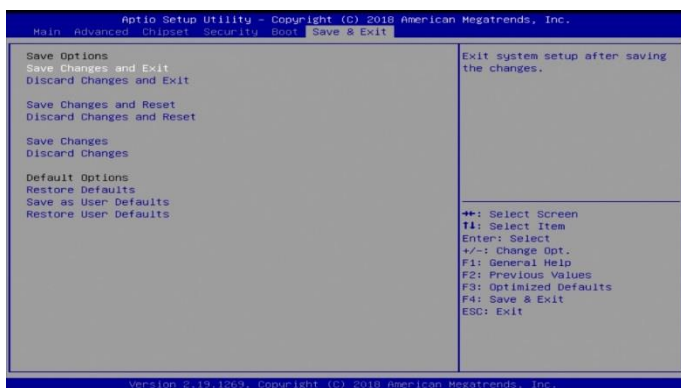 Aptio Setup Utility – Copyright (C) 2018 American Megatrends, Inc.
Main Advanced Chipset Security Boot Save & Exit
Save Options
Save Changes and Exit
Discard Changes and Exit
Save Changes and Reset
Discard Changes and Reset
Save Changes
Discard Changes
Default Options
Restore Defaults
Save as User Defaults
Restore User Defaults
Exit system setup after saving
the changes.
→←: Select Screen
↑↓: Select Item
Enter: Select
+/-: Change Opt.
F1: General Help
F2: Previous Values
F3: Optimized Defaults
F4: Save & Exit
ESC: Exit
Version 2.19.1269. Copyright (C) 2018 American Megatrends, Inc.